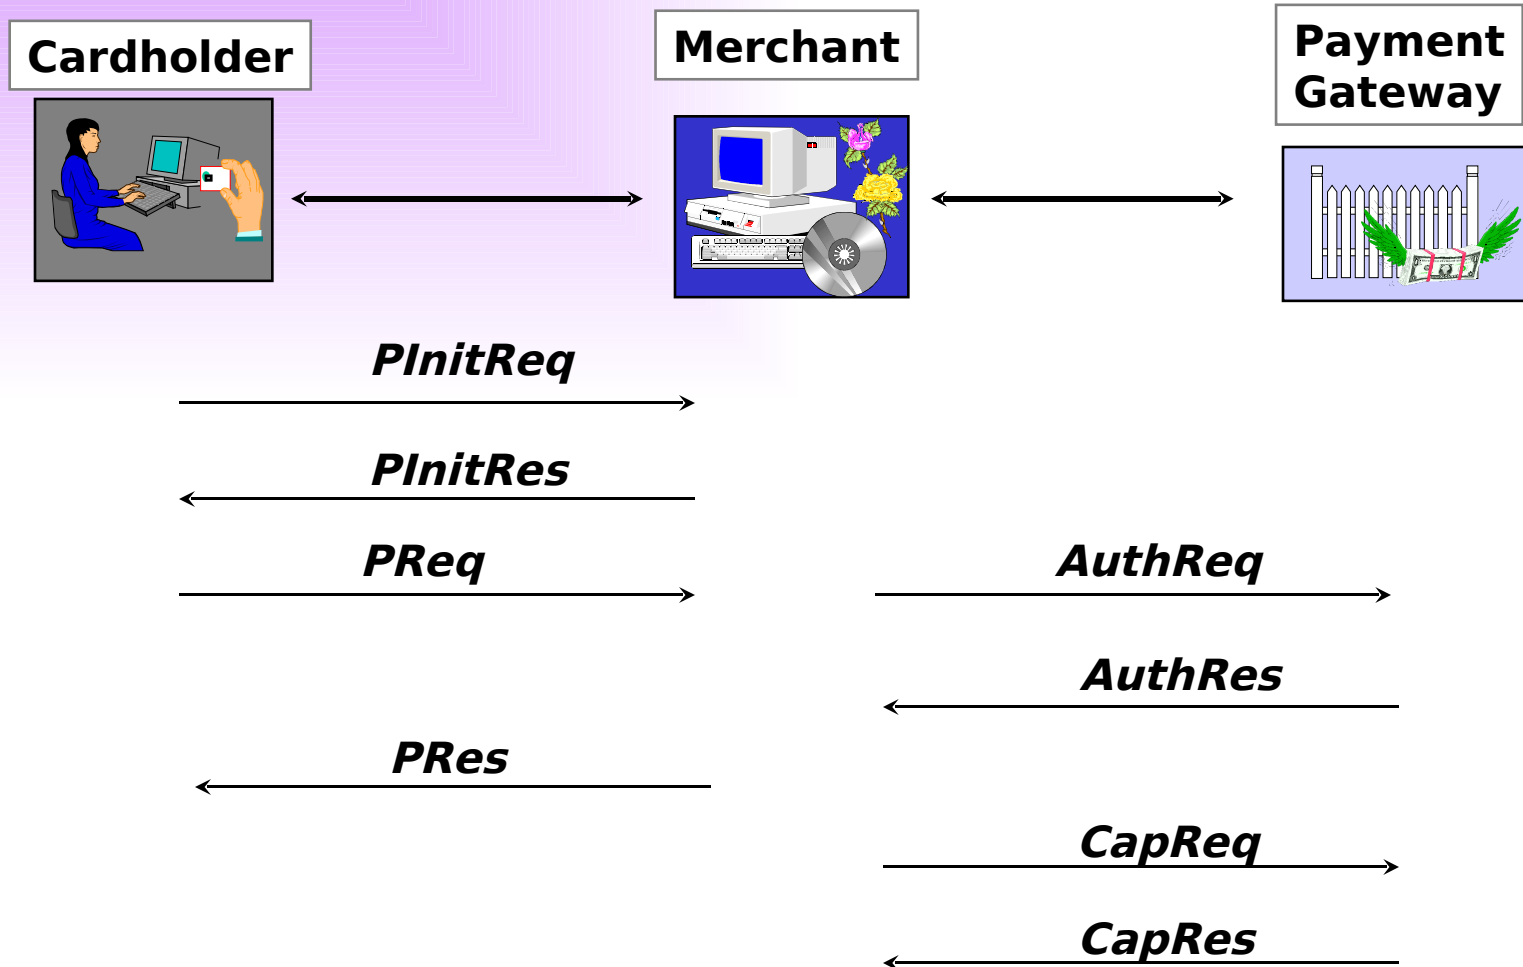 Cardholder
Merchant
Payment
Gateway
PInitReq
PInitRes
PReq
AuthReq
AuthRes
PRes
CapReq
CapRes